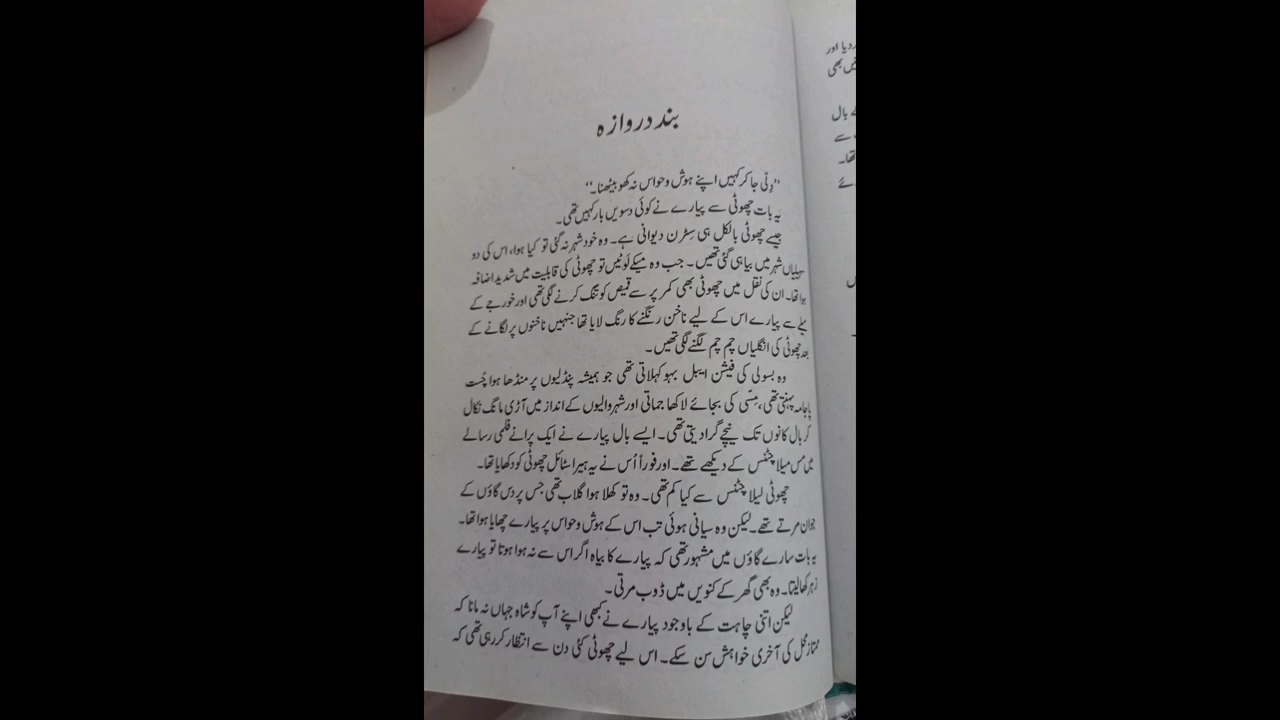 بند دروازہ
”دِلّی جا کر کہیں اپنے ہوش و حواس نہ کھو بیٹھنا۔“
یہ بات چھوٹی سے پیارے نے کوئی دسویں بار کہیں تھی۔
جیسے چھوٹی بالکل ہی سِڑن دیوانی ہے۔ وہ خود شہر نہ گئی تو کیا ہوا، اس کی دو
سہیلیاں شہر میں بیاہی گئی تھیں۔ جب وہ میکے لوٹیں تو چھوٹی کی قابلیت میں شدید اضافہ
ہوا تھا۔ ان کی نقل میں چھوٹی بھی کمر پر سے قمیص کو تنگ کرنے لگی تھی اور خورجے کے
میلے سے پیارے اس کے لیے ناخن رنگنے کا رنگ لایا تھا جنہیں ناخنوں پر لگانے کے
بعد چھوٹی کی انگلیاں چم چم لگنے لگی تھیں۔
وہ بسولی کی فیشن ایبل بہو کہلاتی تھی جو ہمیشہ پنڈلیوں پر منڈھا ہوا چُست
پاجامہ پہنتی تھی، مِسّی کی بجائے لاکھا جماتی اور شہر والیوں کے انداز میں آڑی مانگ نکال
کر بال کانوں تک نیچے گرا دیتی تھی۔ ایسے بال پیارے نے ایک پرانے فلمی رسالے
میں مس میلا چٹنس کے دیکھے تھے۔ اور فوراً اُس نے یہ ہیر اسٹائل چھوٹی کو دکھایا تھا۔
چھوٹی لیلا چٹنس سے کیا کم تھی۔ وہ تو کھلا ہوا گلاب تھی جس پر دس گاؤں کے
جوان مرتے تھے۔ لیکن وہ سیانی ہوئی تب اس کے ہوش و حواس پر پیارے چھایا ہوا تھا۔
یہ بات سارے گاؤں میں مشہور تھی کہ پیارے کا بیاہ اگر اس سے نہ ہوا ہوتا تو پیارے
زہر کھا لیتا۔ وہ بھی گھر کے کنویں میں ڈوب مرتی۔
لیکن اتنی چاہت کے باوجود پیارے نے کبھی اپنے آپ کو شاہ جہاں نہ مانا کہ
ممتاز محل کی آخری خواہش سن سکے۔ اس لیے چھوٹی کئی دن سے انتظار کر رہی تھی کہ